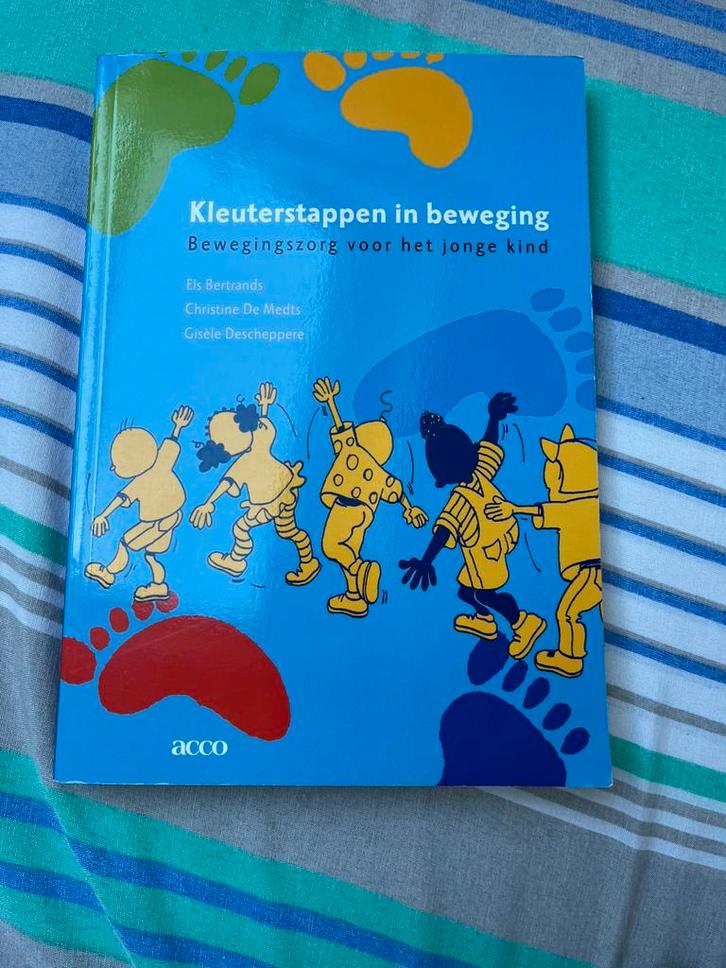 Kleuterstappen in beweging
Bewegingszorg voor het jonge kind
Els Bertrands
Christine De Medts
Gisèle Descheppere
acco